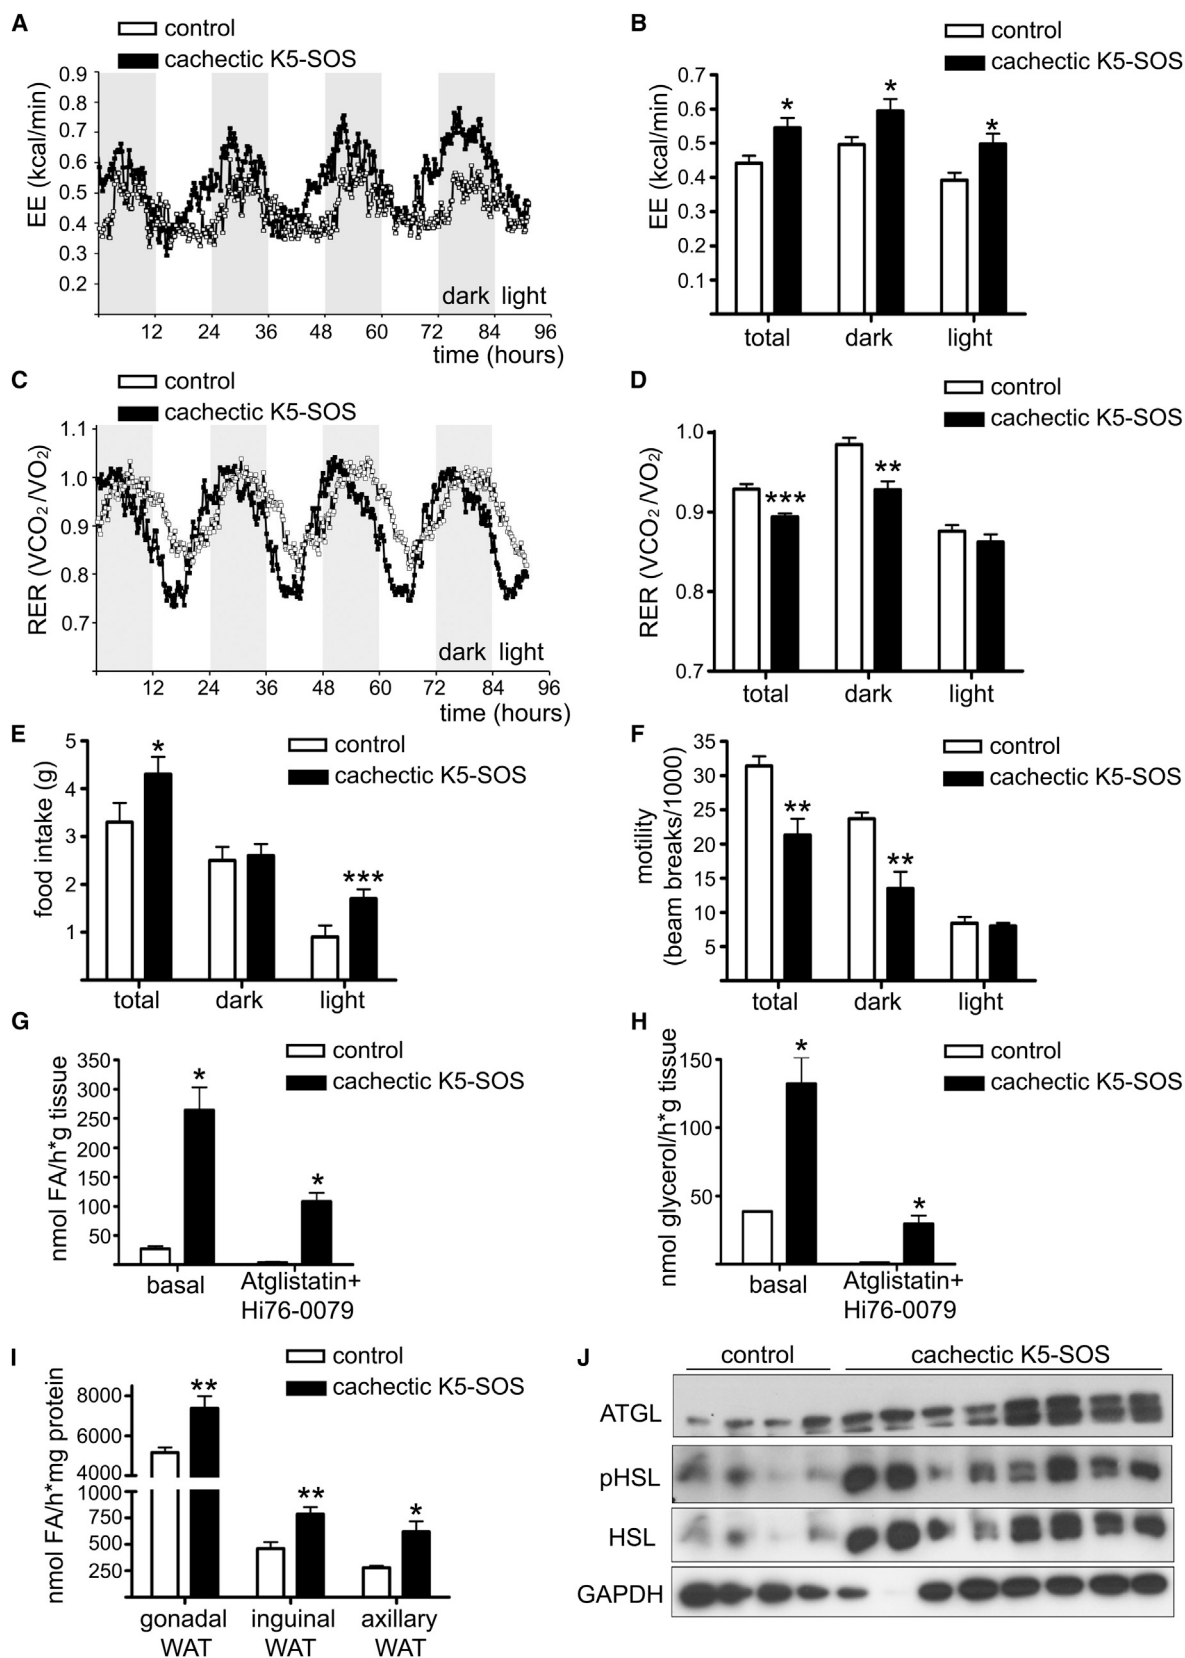 A
control
cachectic K5-SOS
EE (kcal/min)
0.9
0.8
0.7
0.6
0.5
0.4
0.3
0.2
dark light
12 24 36 48 60 72 84 96
time (hours)
B
control
cachectic K5-SOS
EE (kcal/min)
0.7
0.6
0.5
0.4
0.3
0.2
0.1
* * *
total dark light
C
control
cachectic K5-SOS
RER (VCO2/VO2)
1.1
1.0
0.9
0.8
0.7
dark light
12 24 36 48 60 72 84 96
time (hours)
D
control
cachectic K5-SOS
RER (VCO2/VO2)
1.0
0.9
0.8
0.7
*** **
total dark light
E
control
cachectic K5-SOS
food intake (g)
5
4
3
2
1
* ***
total dark light
F
control
cachectic K5-SOS
motility
(beam breaks/1000)
35
30
25
20
15
10
5
** **
total dark light
G
control
cachectic K5-SOS
nmol FA/h*g tissue
350
300
250
200
150
100
50
* *
basal Atglistatin+
Hi76-0079
H
control
cachectic K5-SOS
nmol glycerol/h*g tissue
150
100
50
* *
basal Atglistatin+
Hi76-0079
I
control
cachectic K5-SOS
nmol FA/h*mg protein
8000
6000
4000
1000
750
500
250
** ** *
gonadal inguinal axillary
WAT WAT WAT
J
control cachectic K5-SOS
ATGL
pHSL
HSL
GAPDH